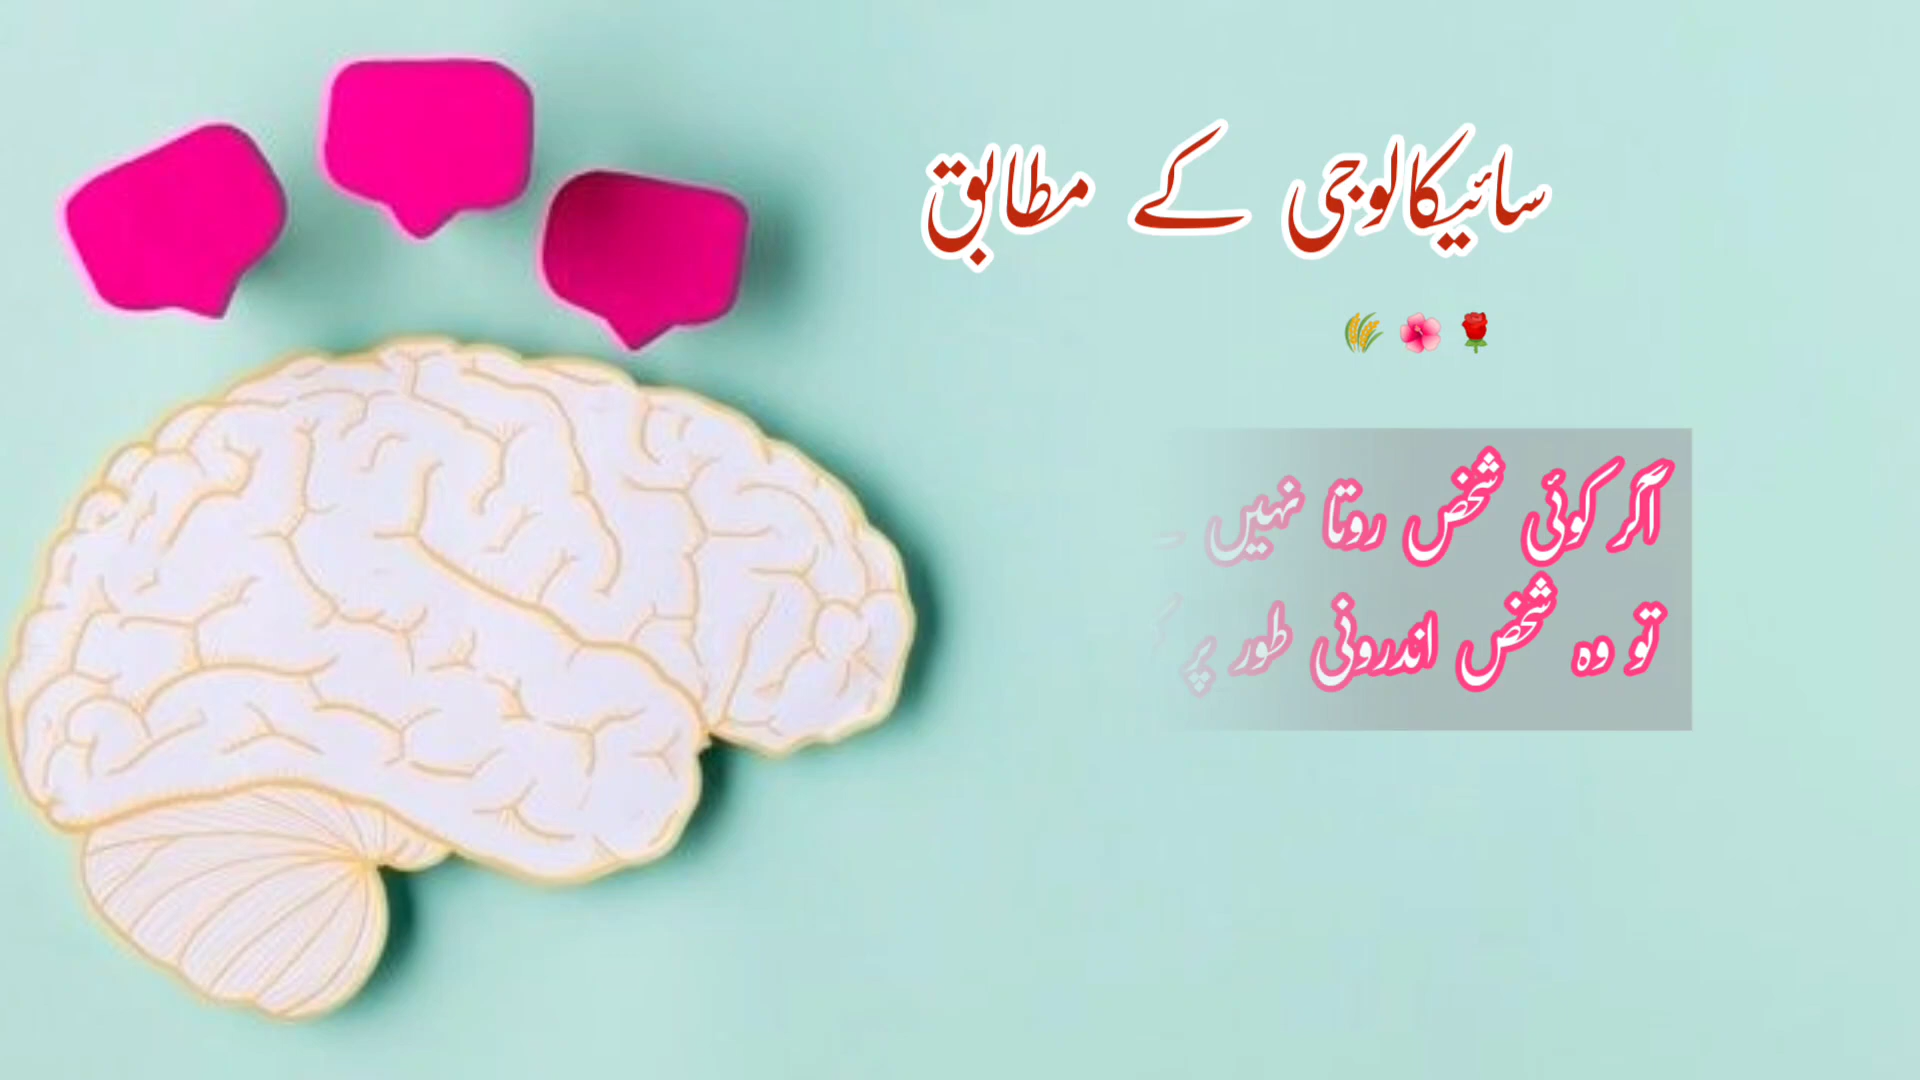 سائیکالوجی کے مطابق
🌹🌺🌾
اگر کوئی شخص روتا نہیں
تو وہ شخص اندرونی طور پر